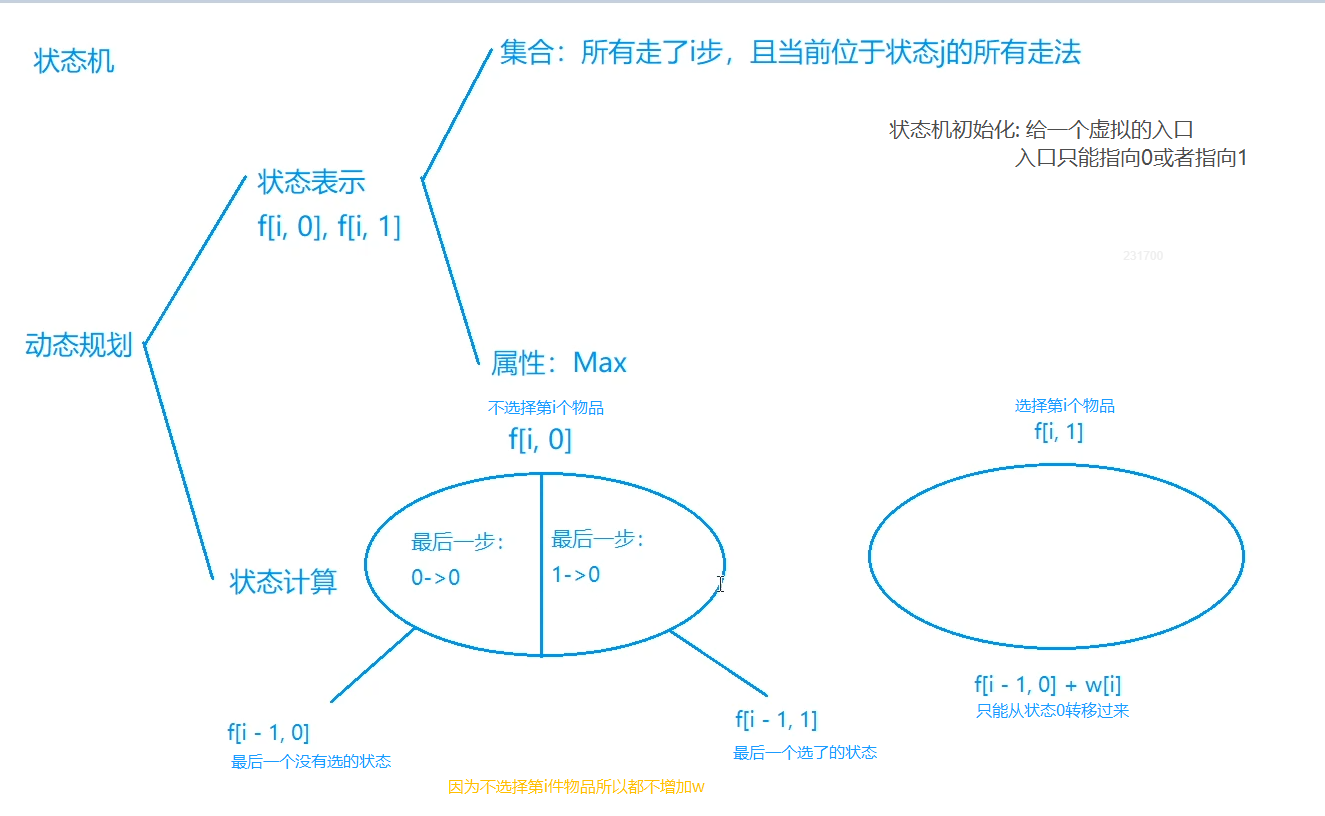 状态机
集合：所有走了i步，且当前位于状态j的所有走法
状态机初始化: 给一个虚拟的入口
入口只能指向0或者指向1
状态表示
f[i, 0], f[i, 1]
231700
动态规划
属性：Max
不选择第i个物品
f[i, 0]
选择第i个物品
f[i, 1]
最后一步：
0->0
最后一步：
1->0
状态计算
f[i - 1, 0]
最后一个没有选的状态
f[i - 1, 1]
最后一个选了的状态
f[i - 1, 0] + w[i]
只能从状态0转移过来
因为不选择第i件物品所以都不增加w